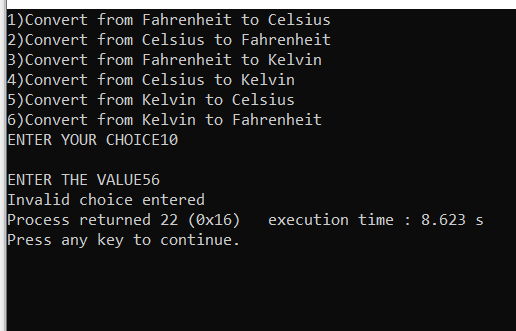 1)Convert from Fahrenheit to Celsius
2)Convert from Celsius to Fahrenheit
3)Convert from Fahrenheit to Kelvin
4)Convert from Celsius to Kelvin
5)Convert from Kelvin to Celsius
6)Convert from Kelvin to Fahrenheit
ENTER YOUR CHOICE10
ENTER THE VALUE56
Invalid choice entered
Process returned 22 (0x16)   execution time : 8.623 s
Press any key to continue.